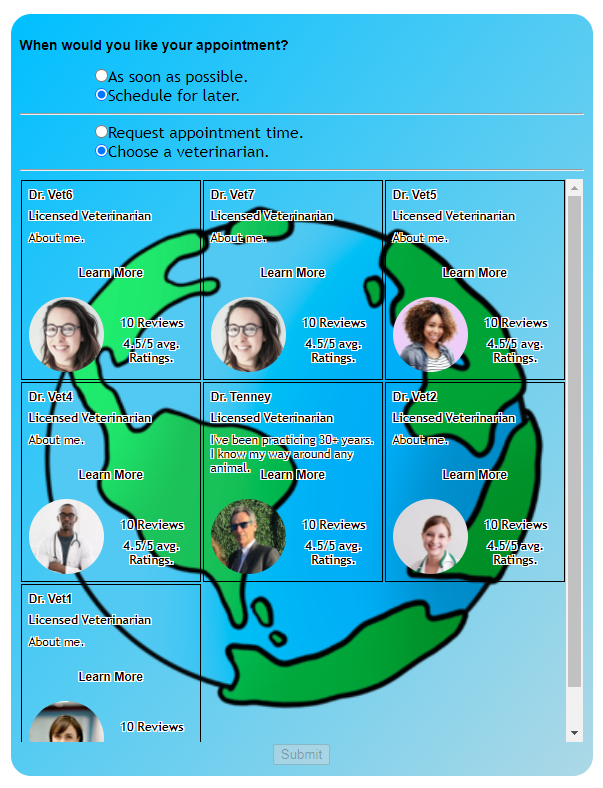 When would you like your appointment?
As soon as possible.
Schedule for later.
Request appointment time.
Choose a veterinarian.
Dr. Vet6
Licensed Veterinarian
About me.
Learn More
10 Reviews
4.5/5 avg.
Ratings.
Dr. Vet7
Licensed Veterinarian
About me.
Learn More
10 Reviews
4.5/5 avg.
Ratings.
Dr. Vet5
Licensed Veterinarian
About me.
Learn More
10 Reviews
4.5/5 avg.
Ratings.
Dr. Vet4
Licensed Veterinarian
About me.
Learn More
10 Reviews
4.5/5 avg.
Ratings.
Dr. Tenney
Licensed Veterinarian
I've been practicing 30+ years.
I know my way around any
animal.
Learn More
10 Reviews
4.5/5 avg.
Ratings.
Dr. Vet2
Licensed Veterinarian
About me.
Learn More
10 Reviews
4.5/5 avg.
Ratings.
Dr. Vet1
Licensed Veterinarian
About me.
Learn More
10 Reviews
Submit